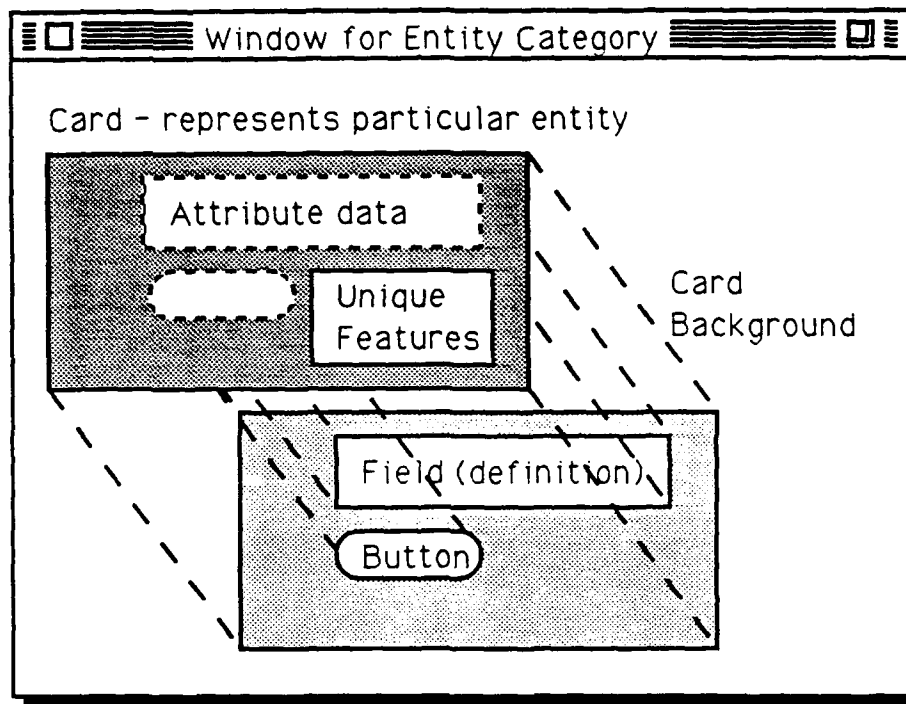 Window for Entity Category
Card - represents particular entity
Attribute data
Unique
Features
Card
Background
Field (definition)
Button